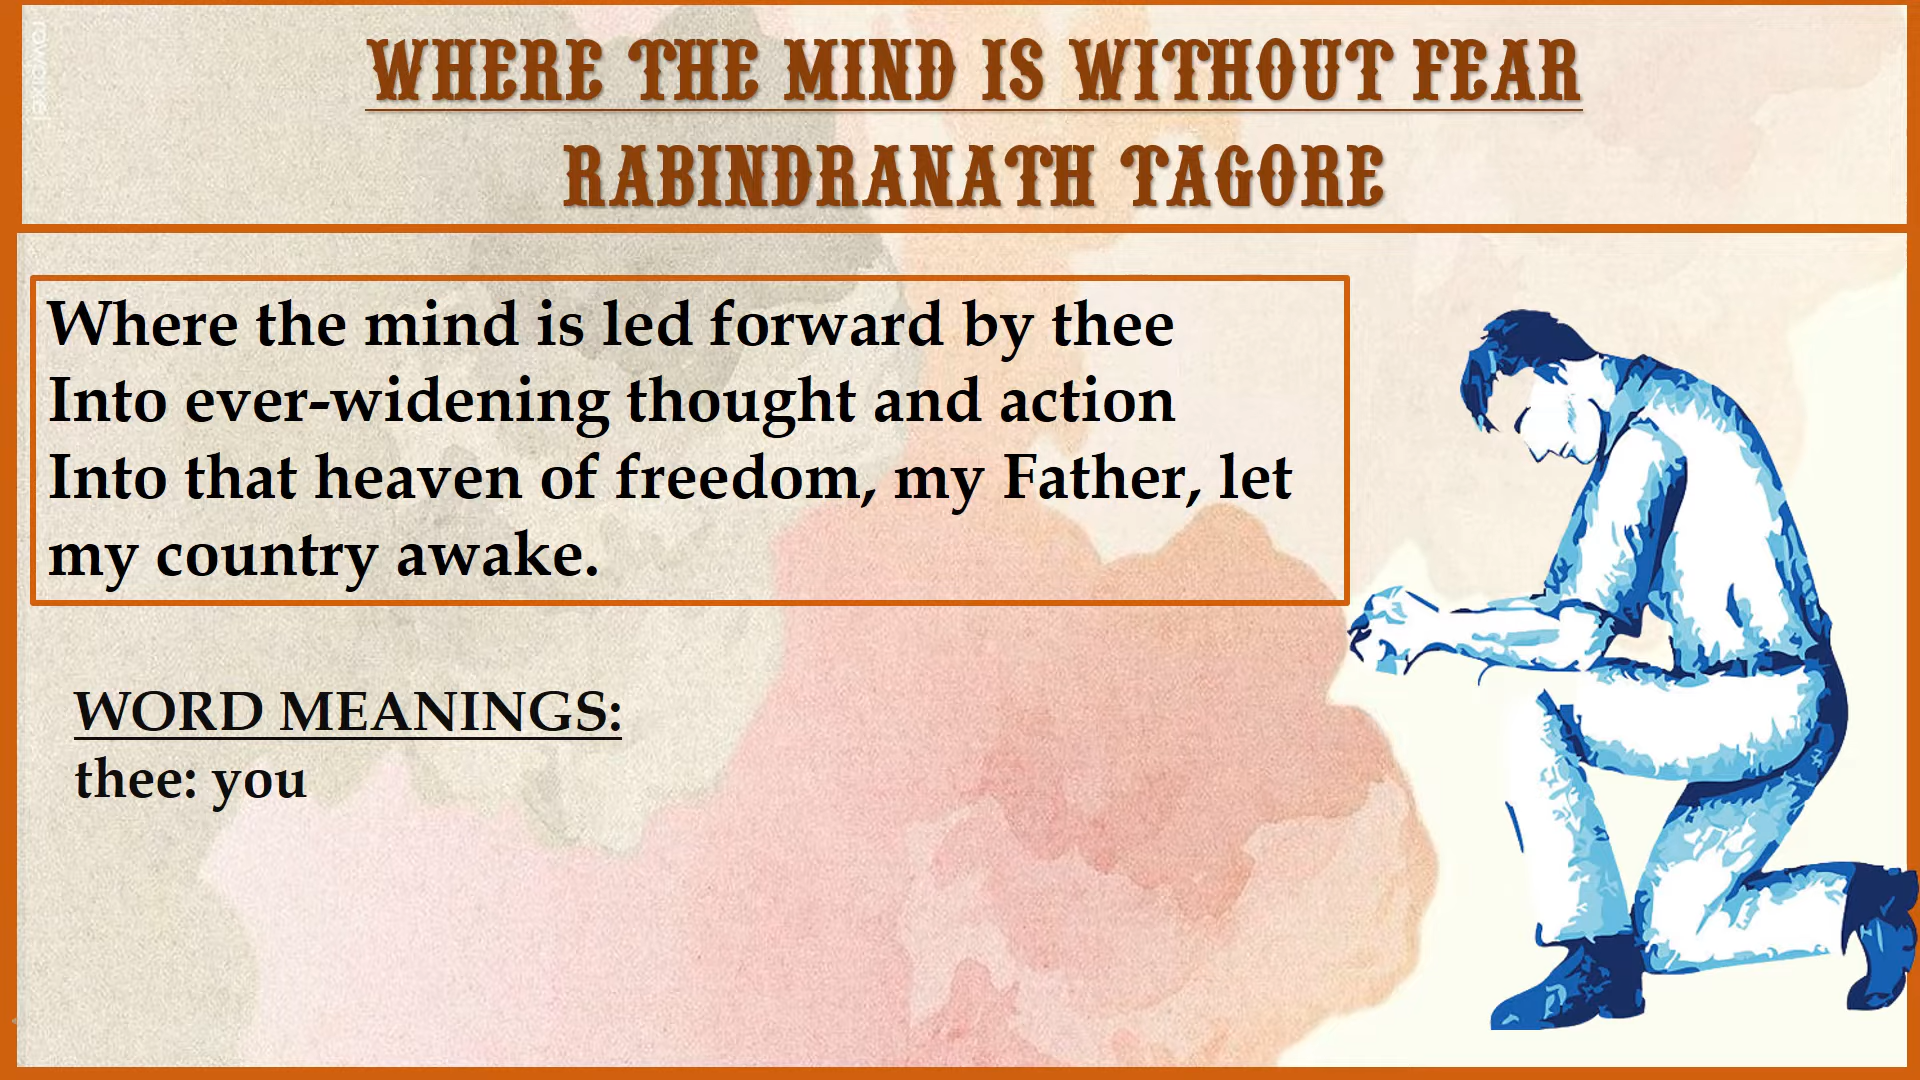 WHERE THE MIND IS WITHOUT FEAR
RABINDRANATH TAGORE
Where the mind is led forward by thee
Into ever-widening thought and action
Into that heaven of freedom, my Father, let
my country awake.
WORD MEANINGS:
thee: you